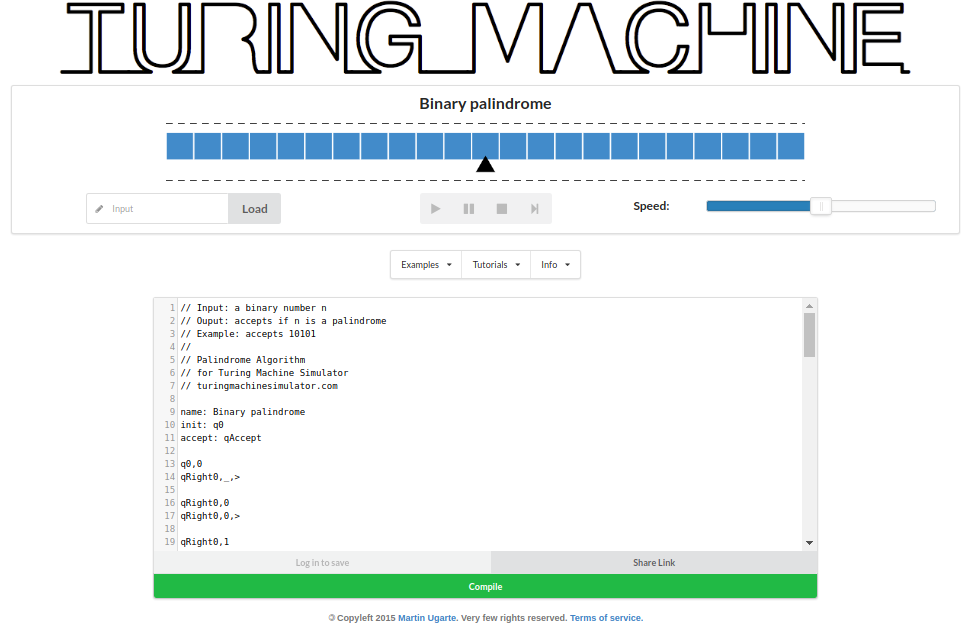 TURING MACHINE
Binary palindrome
Input Load Speed:
Examples Tutorials Info
1 // Input: a binary number n
2 // Ouput: accepts if n is a palindrome
3 // Example: accepts 10101
4 //
5 // Palindrome Algorithm
6 // for Turing Machine Simulator
7 // turingmachinesimulator.com
8
9 name: Binary palindrome
10 init: q0
11 accept: qAccept
12
13 q0,0
14 qRight0,_,>
15
16 qRight0,0
17 qRight0,0,>
18
19 qRight0,1
Log in to save Share Link
Compile
Copyleft 2015 Martin Ugarte. Very few rights reserved. Terms of service.